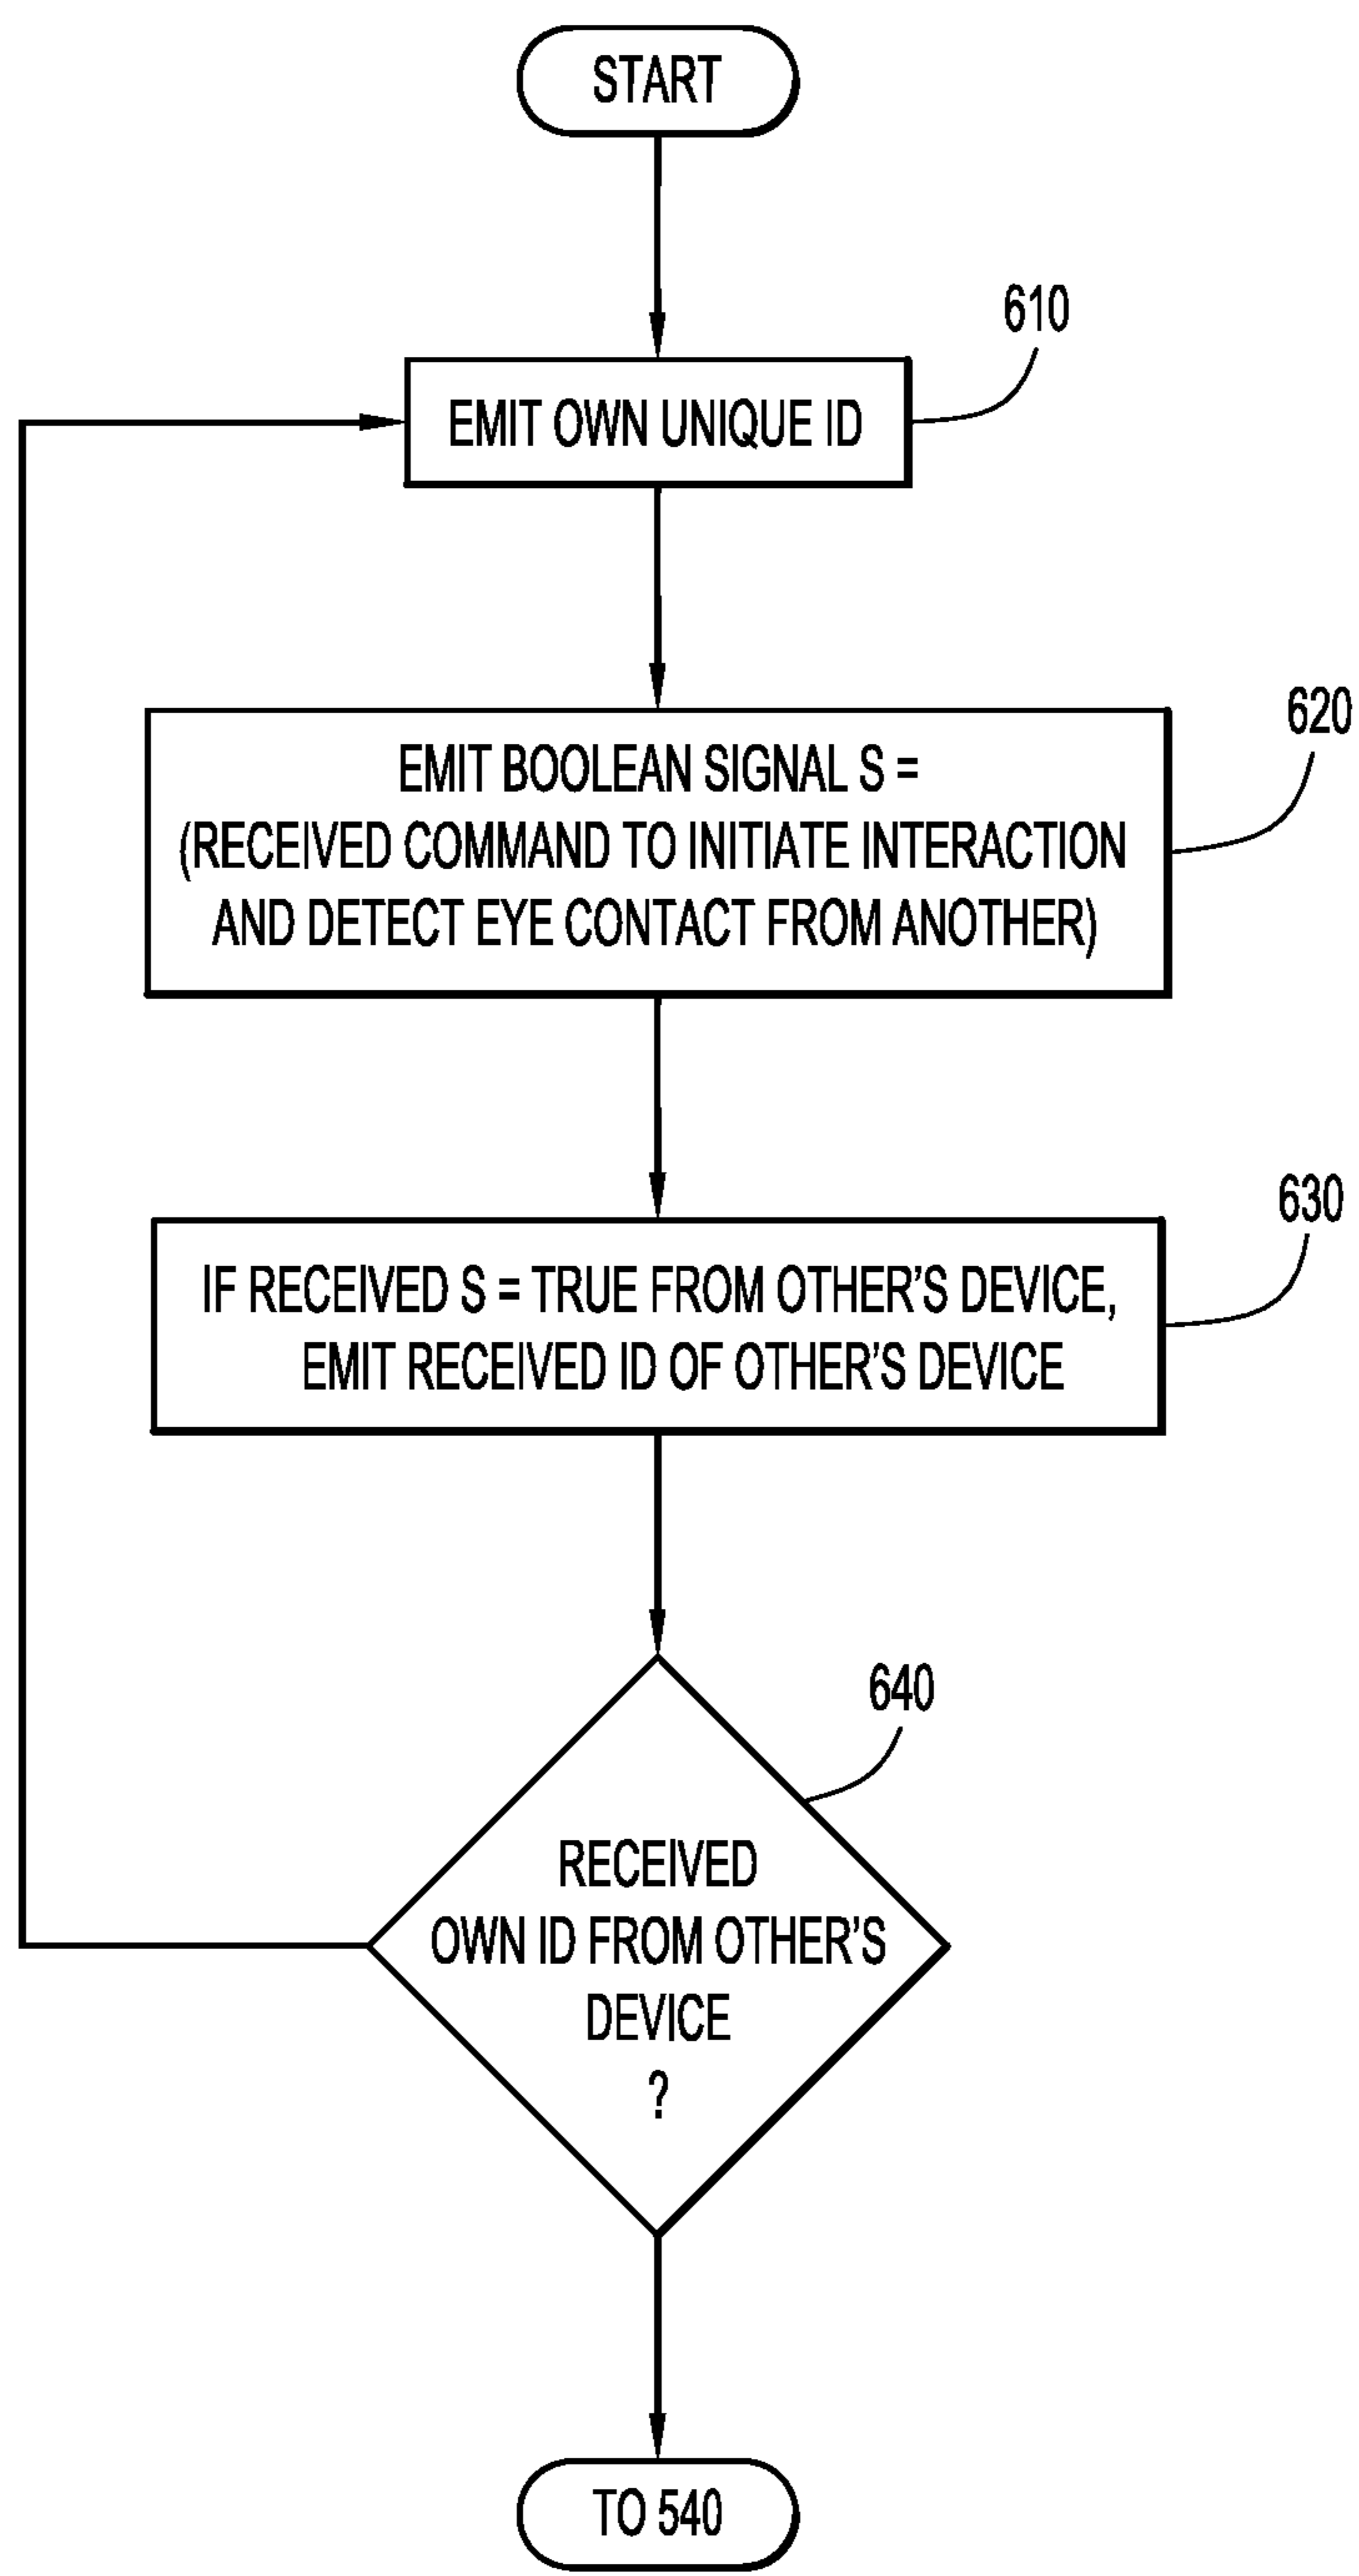 START
610
EMIT OWN UNIQUE ID
620
EMIT BOOLEAN SIGNAL S =
(RECEIVED COMMAND TO INITIATE INTERACTION
AND DETECT EYE CONTACT FROM ANOTHER)
630
IF RECEIVED S = TRUE FROM OTHER'S DEVICE,
EMIT RECEIVED ID OF OTHER'S DEVICE
640
RECEIVED
OWN ID FROM OTHER'S
DEVICE
?
TO 540